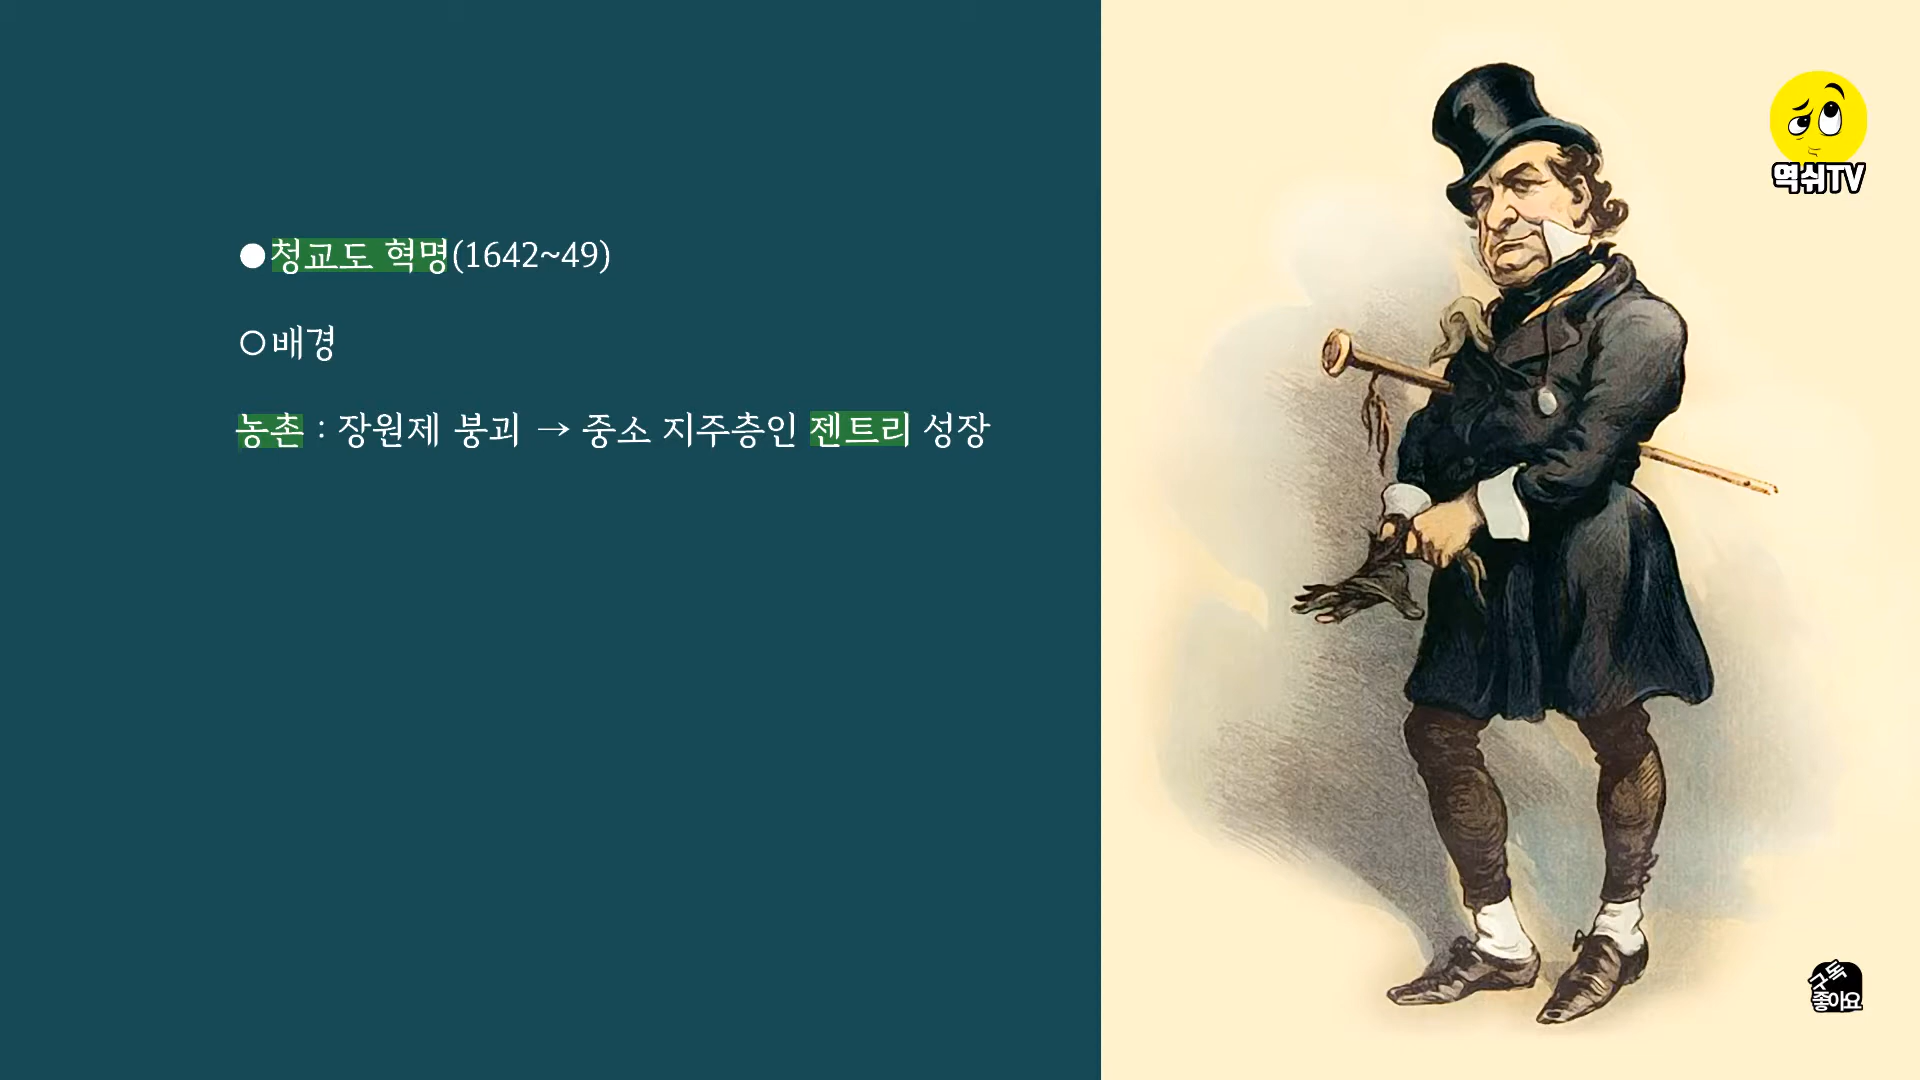 ●청교도 혁명(1642~49)
○배경
농촌 : 장원제 붕괴 → 중소 지주층인 젠트리 성장
역쉬TV
구독
좋아요